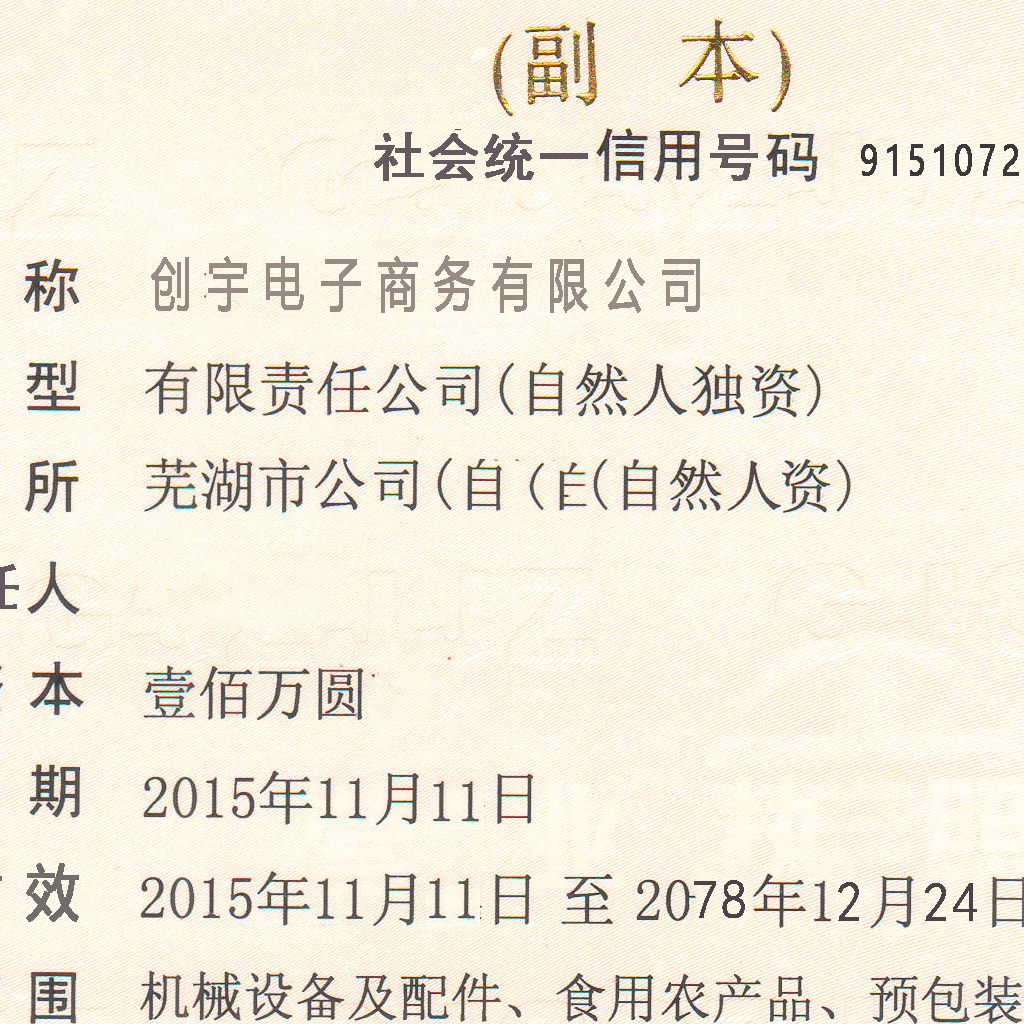 (副 本)
社会统一信用号码 9151072
称 创宇电子商务有限公司
型 有限责任公司(自然人独资)
所 芜湖市公司(自(自(自然人资)
任人
本 壹佰万圆
期 2015年11月11日
效 2015年11月11日 至 2078年12月24日
围 机械设备及配件、食用农产品、预包装